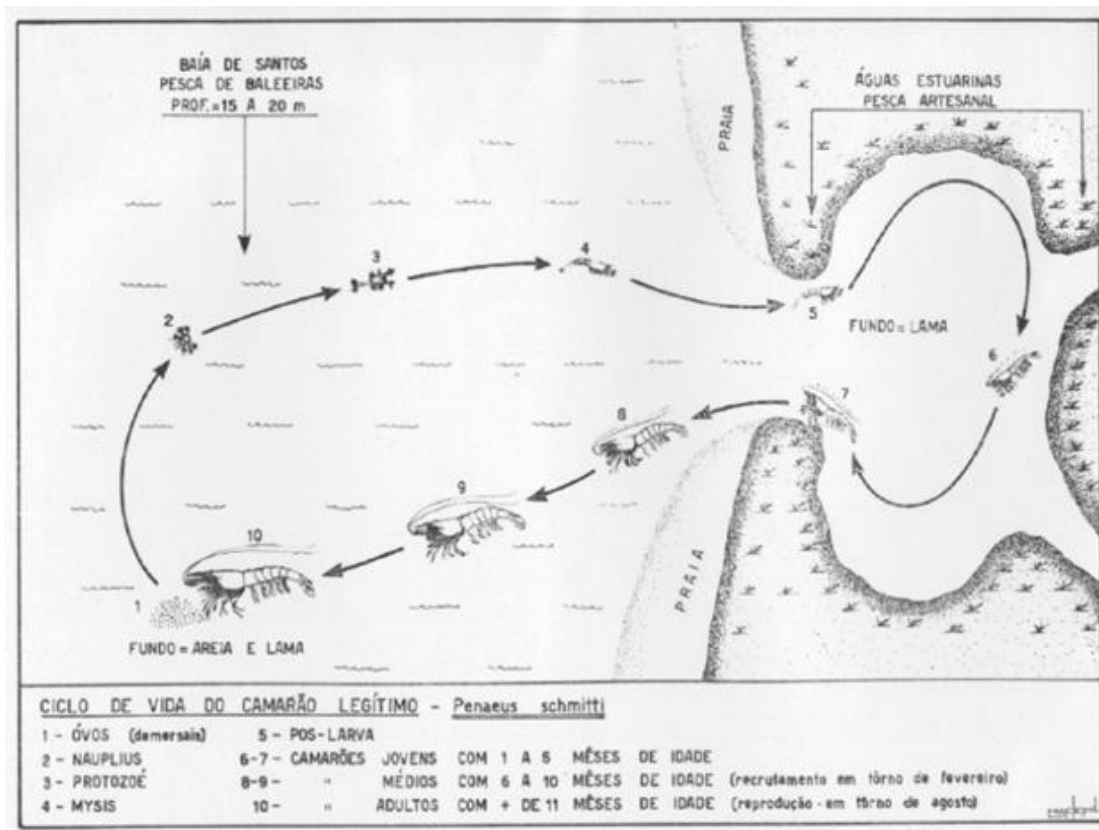 BAÍA DE SANTOS
PESCA DE BALEEIRAS
PROF.=15 A 20 m
ÁGUAS ESTUARINAS
PESCA ARTESANAL
PRAIA
3
4
2
5
FUNDO = LAMA
6
7
8
9
10
PRAIA
1
FUNDO = AREIA E LAMA
CICLO DE VIDA DO CAMARÃO LEGÍTIMO - Penaeus schmitti
1 - ÓVOS (demersais) 5 - POS-LARVA
2 - NAUPLIUS 6-7 - CAMARÕES JOVENS COM 1 A 5 MÊSES DE IDADE
3 - PROTOZOÉ 8-9 - " MÉDIOS COM 6 A 10 MÊSES DE IDADE (recrutamento em tôrno de fevereiro)
4 - MYSIS 10 - " ADULTOS COM + DE 11 MÊSES DE IDADE (reprodução - em tôrno de agosto)